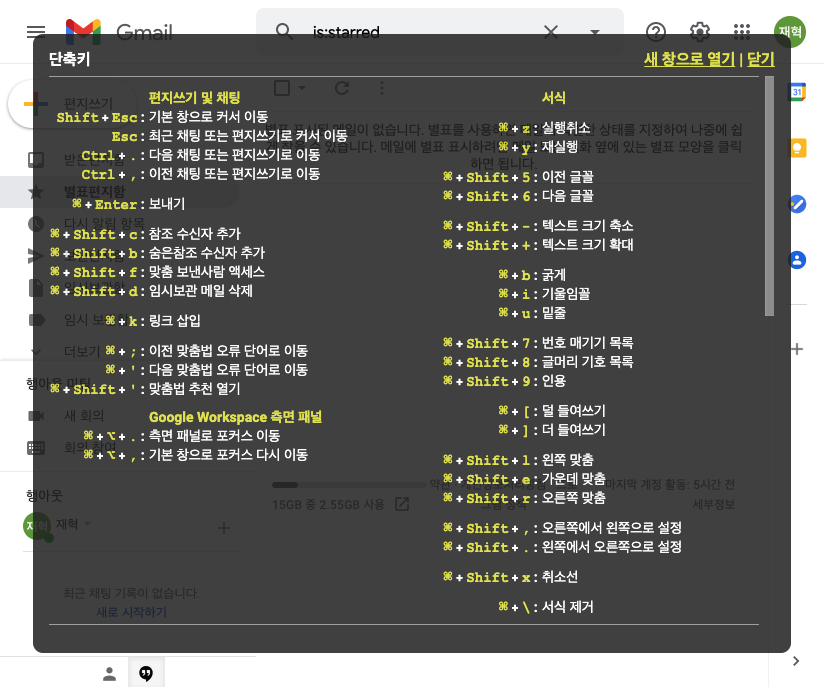 Gmail
is:starred
재혁
단축키
새 창으로 열기 | 닫기
편지쓰기 및 채팅
Shift + Esc : 기본 창으로 커서 이동
Esc : 최근 채팅 또는 편지쓰기로 커서 이동
Ctrl + . : 다음 채팅 또는 편지쓰기로 이동
Ctrl + , : 이전 채팅 또는 편지쓰기로 이동
⌘ + Enter : 보내기
⌘ + Shift + c : 참조 수신자 추가
⌘ + Shift + b : 숨은참조 수신자 추가
⌘ + Shift + f : 맞춤 보낸사람 액세스
⌘ + Shift + d : 임시보관 메일 삭제
⌘ + k : 링크 삽입
⌘ + ; : 이전 맞춤법 오류 단어로 이동
⌘ + ' : 다음 맞춤법 오류 단어로 이동
⌘ + Shift + ' : 맞춤법 추천 열기
Google Workspace 측면 패널
⌘ + ⌥ + . : 측면 패널로 포커스 이동
⌘ + ⌥ + , : 기본 창으로 포커스 다시 이동
서식
⌘ + z : 실행취소
⌘ + y : 재실행
⌘ + Shift + 5 : 이전 글꼴
⌘ + Shift + 6 : 다음 글꼴
⌘ + Shift + - : 텍스트 크기 축소
⌘ + Shift + + : 텍스트 크기 확대
⌘ + b : 굵게
⌘ + i : 기울임꼴
⌘ + u : 밑줄
⌘ + Shift + 7 : 번호 매기기 목록
⌘ + Shift + 8 : 글머리 기호 목록
⌘ + Shift + 9 : 인용
⌘ + [ : 덜 들여쓰기
⌘ + ] : 더 들여쓰기
⌘ + Shift + l : 왼쪽 맞춤
⌘ + Shift + e : 가운데 맞춤
⌘ + Shift + r : 오른쪽 맞춤
⌘ + Shift + , : 오른쪽에서 왼쪽으로 설정
⌘ + Shift + . : 왼쪽에서 오른쪽으로 설정
⌘ + Shift + x : 취소선
⌘ + \ : 서식 제거
편지쓰기
별표편지함
다시 알림 항목
더보기
새 회의
행아웃
재혁
최근 채팅 기록이 없습니다.
새로 시작하기
15GB 중 2.55GB 사용
마지막 계정 활동: 5시간 전
세부정보
31